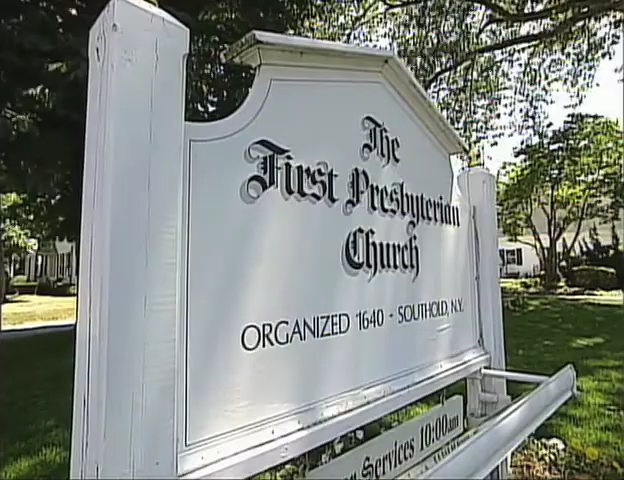 The
First Presbyterian
Church
ORGANIZED 1640 - SOUTHOLD, N.Y.
Services 10:00am